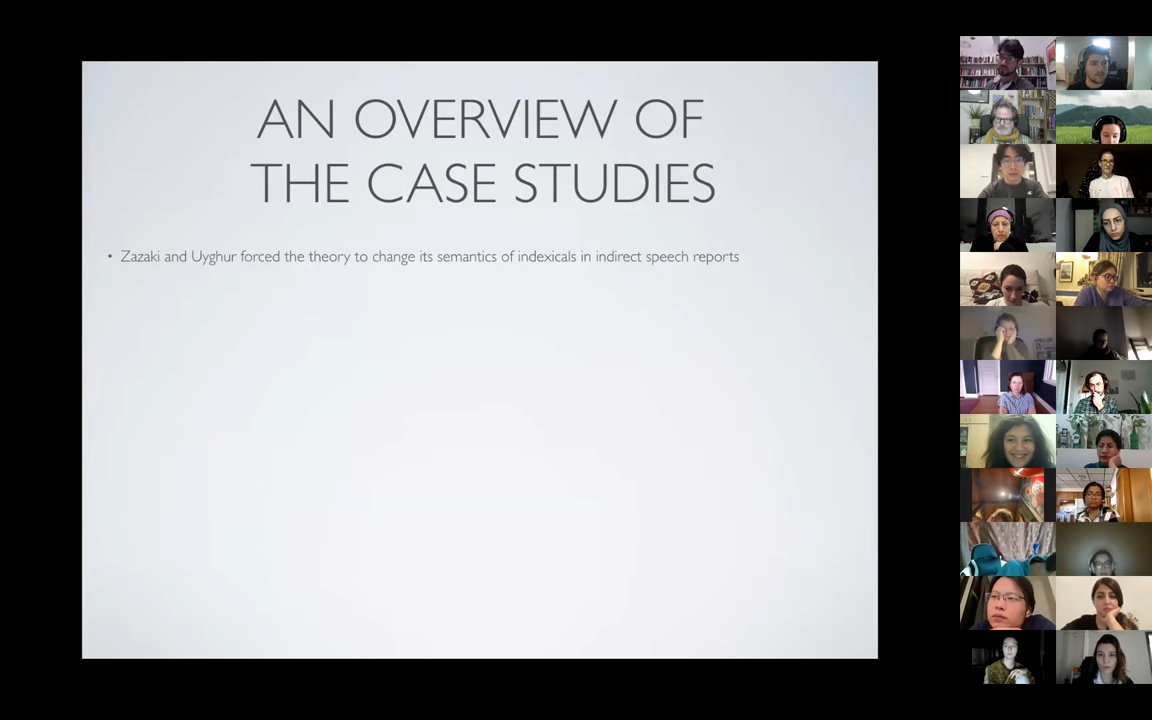 AN OVERVIEW OF
THE CASE STUDIES
• Zazaki and Uyghur forced the theory to change its semantics of indexicals in indirect speech reports